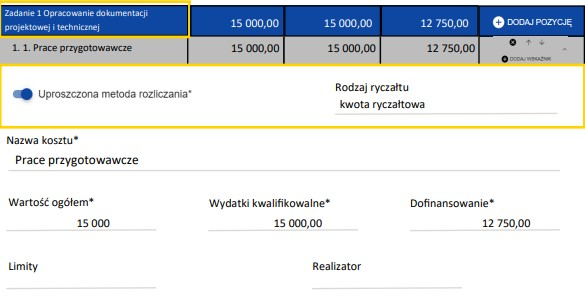 Zadanie 1 Opracowanie dokumentacji
projektowej i technicznej
15 000,00 15 000,00 12 750,00 DODAJ POZYCJĘ
1. 1. Prace przygotowawcze 15 000,00 15 000,00 12 750,00
DODAJ WSKAŹNIK
Uproszczona metoda rozliczania*
Rodzaj ryczałtu
kwota ryczałtowa
Nazwa kosztu*
Prace przygotowawcze
Wartość ogółem* Wydatki kwalifikowalne* Dofinansowanie*
15 000 15 000,00 12 750,00
Limity Realizator